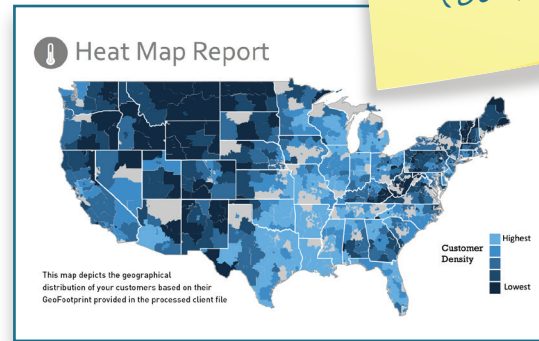 Heat Map Report
Customer
Density
Highest
Lowest
This map depicts the geographical
distribution of your customers based on their
GeoFootprint provided in the processed client file